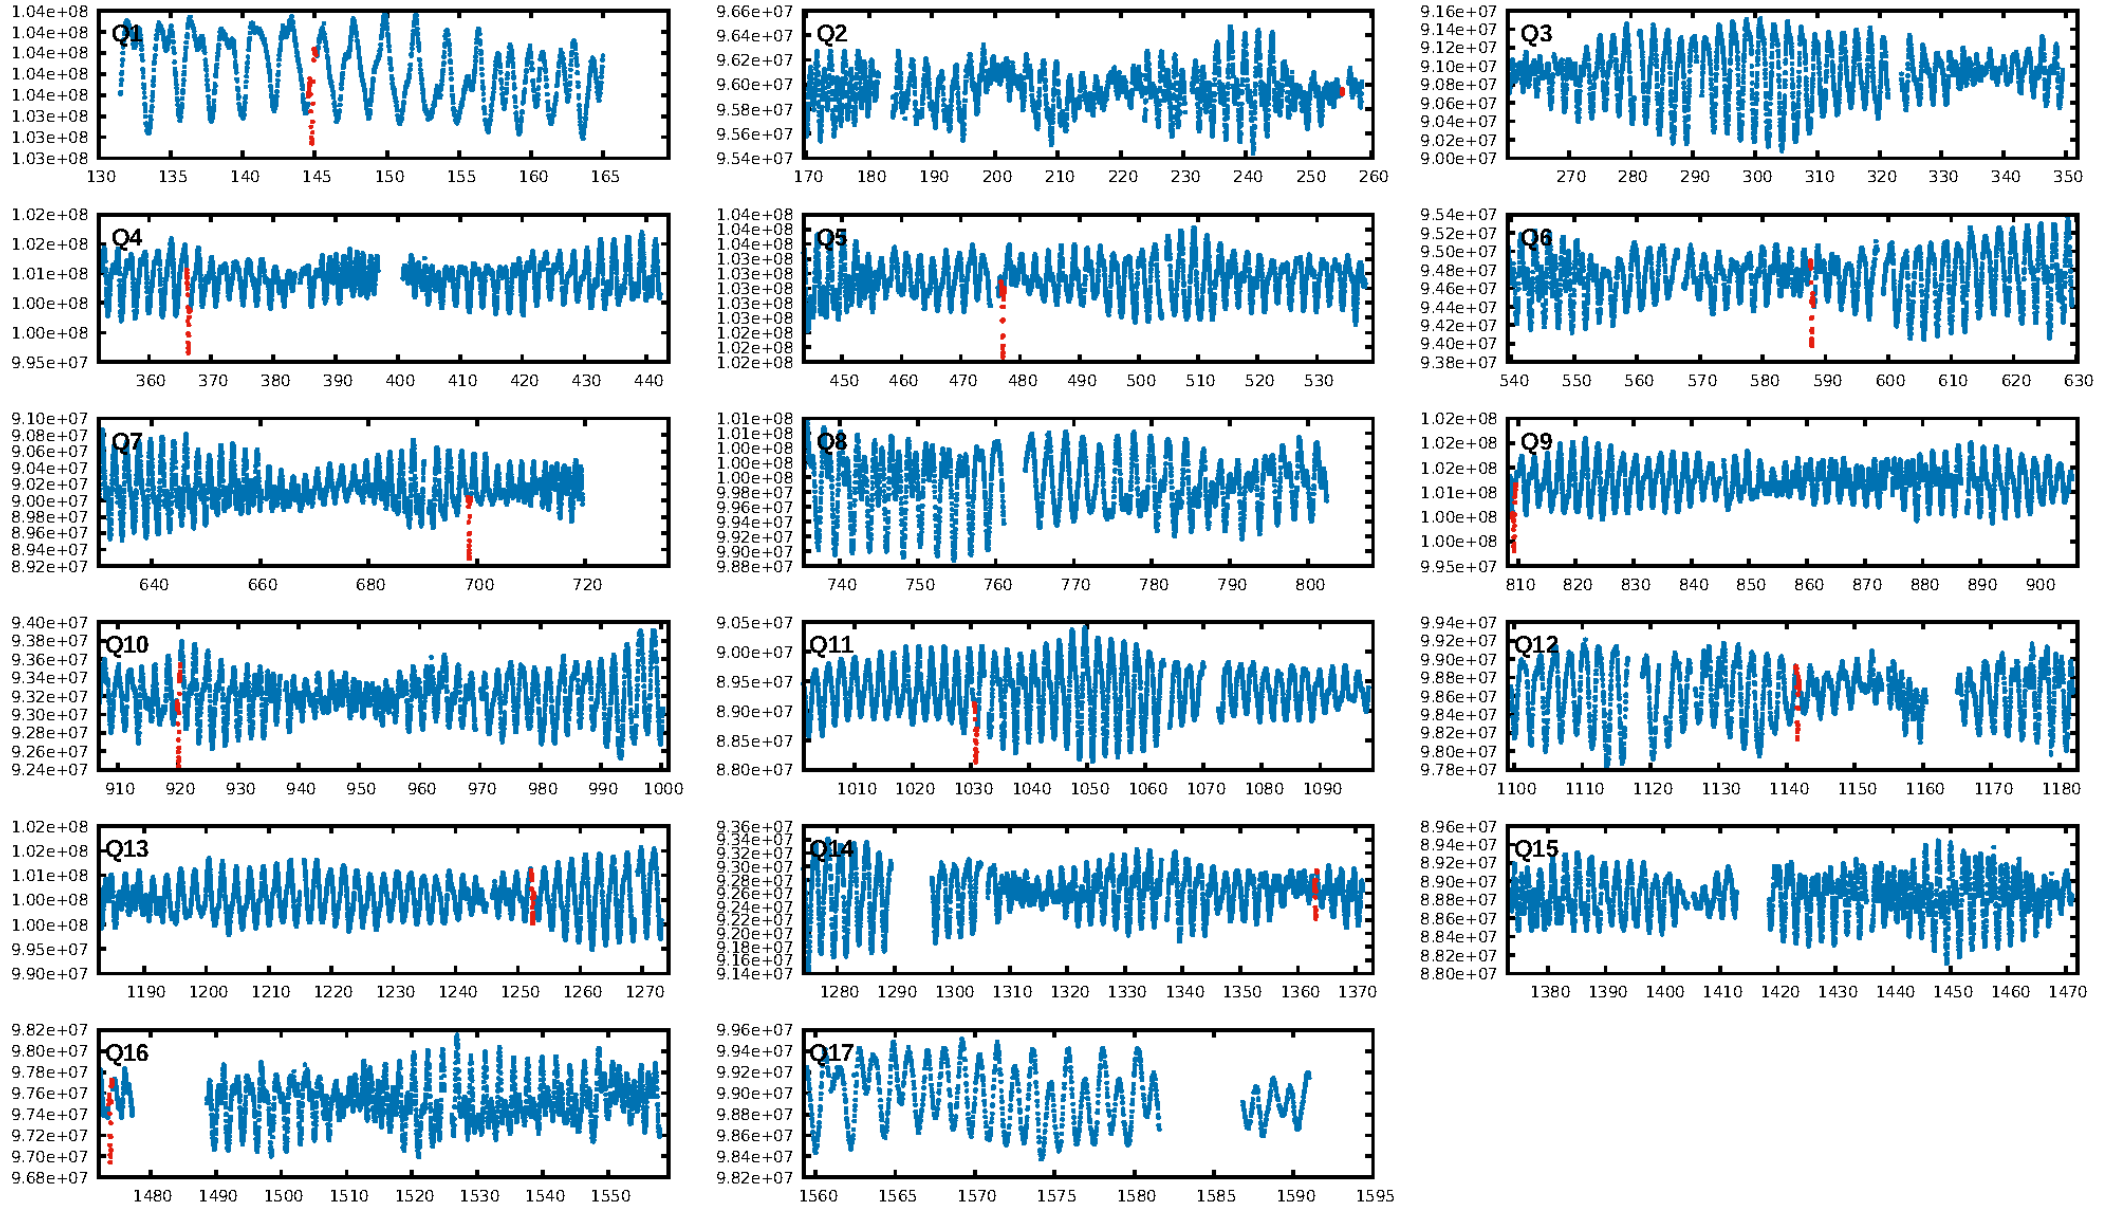 Q1
1.04e+08
1.04e+08
1.04e+08
1.04e+08
1.04e+08
1.03e+08
1.03e+08
1.03e+08
130 135 140 145 150 155 160 165
Q2
9.66e+07
9.64e+07
9.62e+07
9.60e+07
9.58e+07
9.56e+07
9.54e+07
170 180 190 200 210 220 230 240 250 260
Q3
9.16e+07
9.14e+07
9.12e+07
9.10e+07
9.08e+07
9.06e+07
9.04e+07
9.02e+07
9.00e+07
270 280 290 300 310 320 330 340 350
Q4
1.02e+08
1.02e+08
1.01e+08
1.00e+08
1.00e+08
9.95e+07
360 370 380 390 400 410 420 430 440
Q5
1.04e+08
1.04e+08
1.04e+08
1.03e+08
1.03e+08
1.03e+08
1.03e+08
1.03e+08
1.02e+08
1.02e+08
1.02e+08
450 460 470 480 490 500 510 520 530
Q6
9.54e+07
9.52e+07
9.50e+07
9.48e+07
9.46e+07
9.44e+07
9.42e+07
9.40e+07
9.38e+07
540 550 560 570 580 590 600 610 620 630
Q7
9.10e+07
9.08e+07
9.06e+07
9.04e+07
9.02e+07
9.00e+07
8.98e+07
8.96e+07
8.94e+07
8.92e+07
640 660 680 700 720
Q8
1.01e+08
1.01e+08
1.00e+08
1.00e+08
1.00e+08
9.98e+07
9.96e+07
9.94e+07
9.92e+07
9.90e+07
9.88e+07
740 750 760 770 780 790 800
Q9
1.02e+08
1.02e+08
1.02e+08
1.01e+08
1.00e+08
1.00e+08
9.95e+07
810 820 830 840 850 860 870 880 890 900
Q10
9.40e+07
9.38e+07
9.36e+07
9.34e+07
9.32e+07
9.30e+07
9.28e+07
9.26e+07
9.24e+07
910 920 930 940 950 960 970 980 990 1000
Q11
9.05e+07
9.00e+07
8.95e+07
8.90e+07
8.85e+07
8.80e+07
1010 1020 1030 1040 1050 1060 1070 1080 1090
Q12
9.94e+07
9.92e+07
9.90e+07
9.88e+07
9.86e+07
9.84e+07
9.82e+07
9.80e+07
9.78e+07
1100 1110 1120 1130 1140 1150 1160 1170 1180
Q13
1.02e+08
1.02e+08
1.01e+08
1.00e+08
1.00e+08
9.95e+07
9.90e+07
1190 1200 1210 1220 1230 1240 1250 1260 1270
Q14
9.36e+07
9.34e+07
9.32e+07
9.30e+07
9.28e+07
9.26e+07
9.24e+07
9.22e+07
9.20e+07
9.18e+07
9.16e+07
9.14e+07
1280 1290 1300 1310 1320 1330 1340 1350 1360 1370
Q15
8.96e+07
8.94e+07
8.92e+07
8.90e+07
8.88e+07
8.86e+07
8.84e+07
8.82e+07
8.80e+07
1380 1390 1400 1410 1420 1430 1440 1450 1460 1470
Q16
9.82e+07
9.80e+07
9.78e+07
9.76e+07
9.74e+07
9.72e+07
9.70e+07
9.68e+07
1480 1490 1500 1510 1520 1530 1540 1550
Q17
9.96e+07
9.94e+07
9.92e+07
9.90e+07
9.88e+07
9.86e+07
9.84e+07
9.82e+07
1560 1565 1570 1575 1580 1585 1590 1595